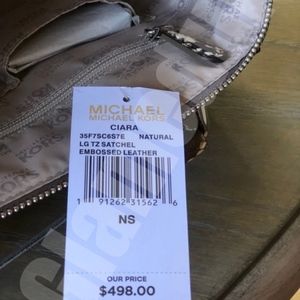 MICHAEL
MICHAEL KORS
CIARA
35F7SC6S7E NATURAL
LG TZ SATCHEL
EMBOSSED LEATHER
1 91262 31562 6
NS
OUR PRICE
$498.00